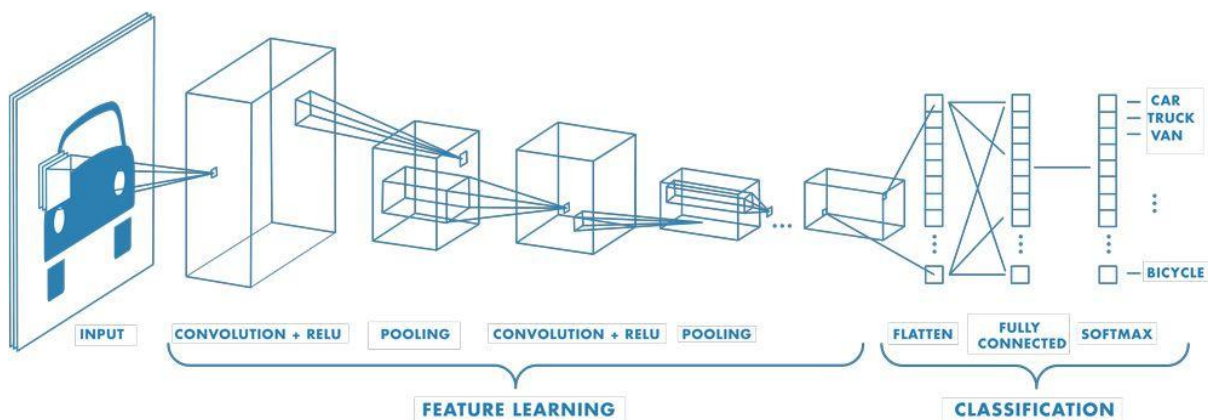 CAR
TRUCK
VAN
BICYCLE
INPUT
CONVOLUTION + RELU
POOLING
CONVOLUTION + RELU
POOLING
FLATTEN
FULLY
CONNECTED
SOFTMAX
FEATURE LEARNING
CLASSIFICATION